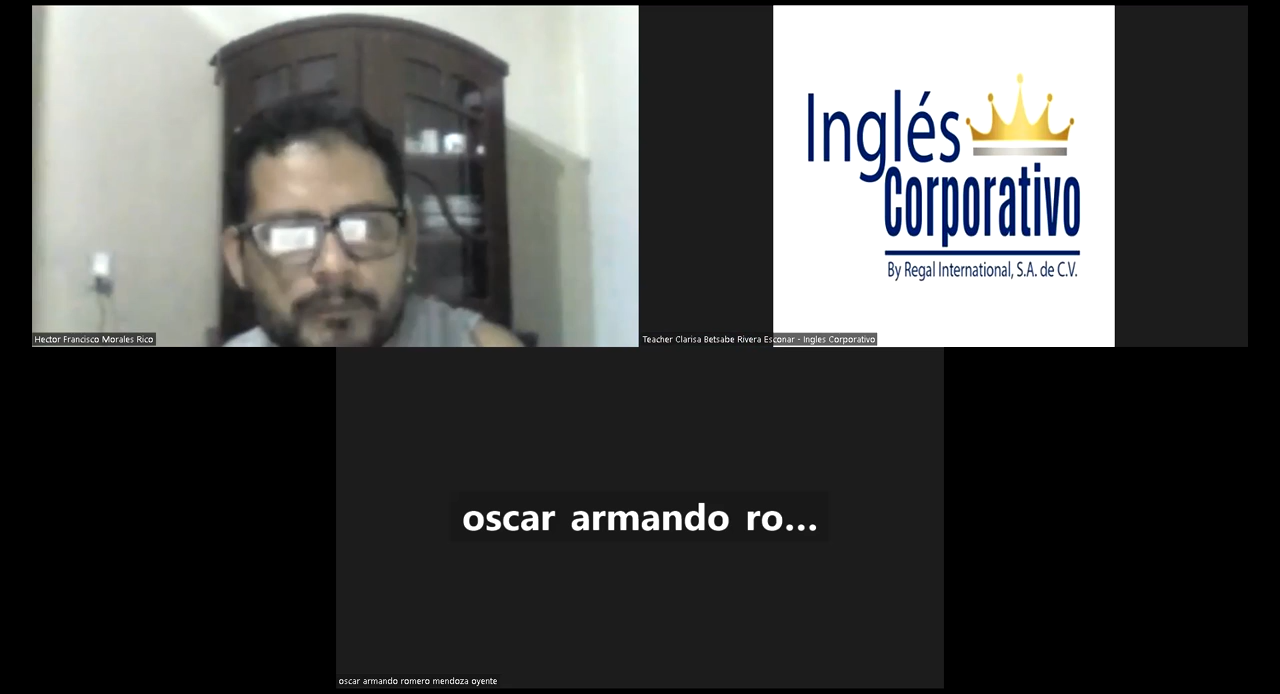 Inglés
Corporativo
By Regal International, S.A. de C.V.
Hector Francisco Morales Rico
Teacher Clarisa Betsabe Rivera Esconar - Ingles Corporativo
oscar armando ro...
oscar armando romero mendoza oyente